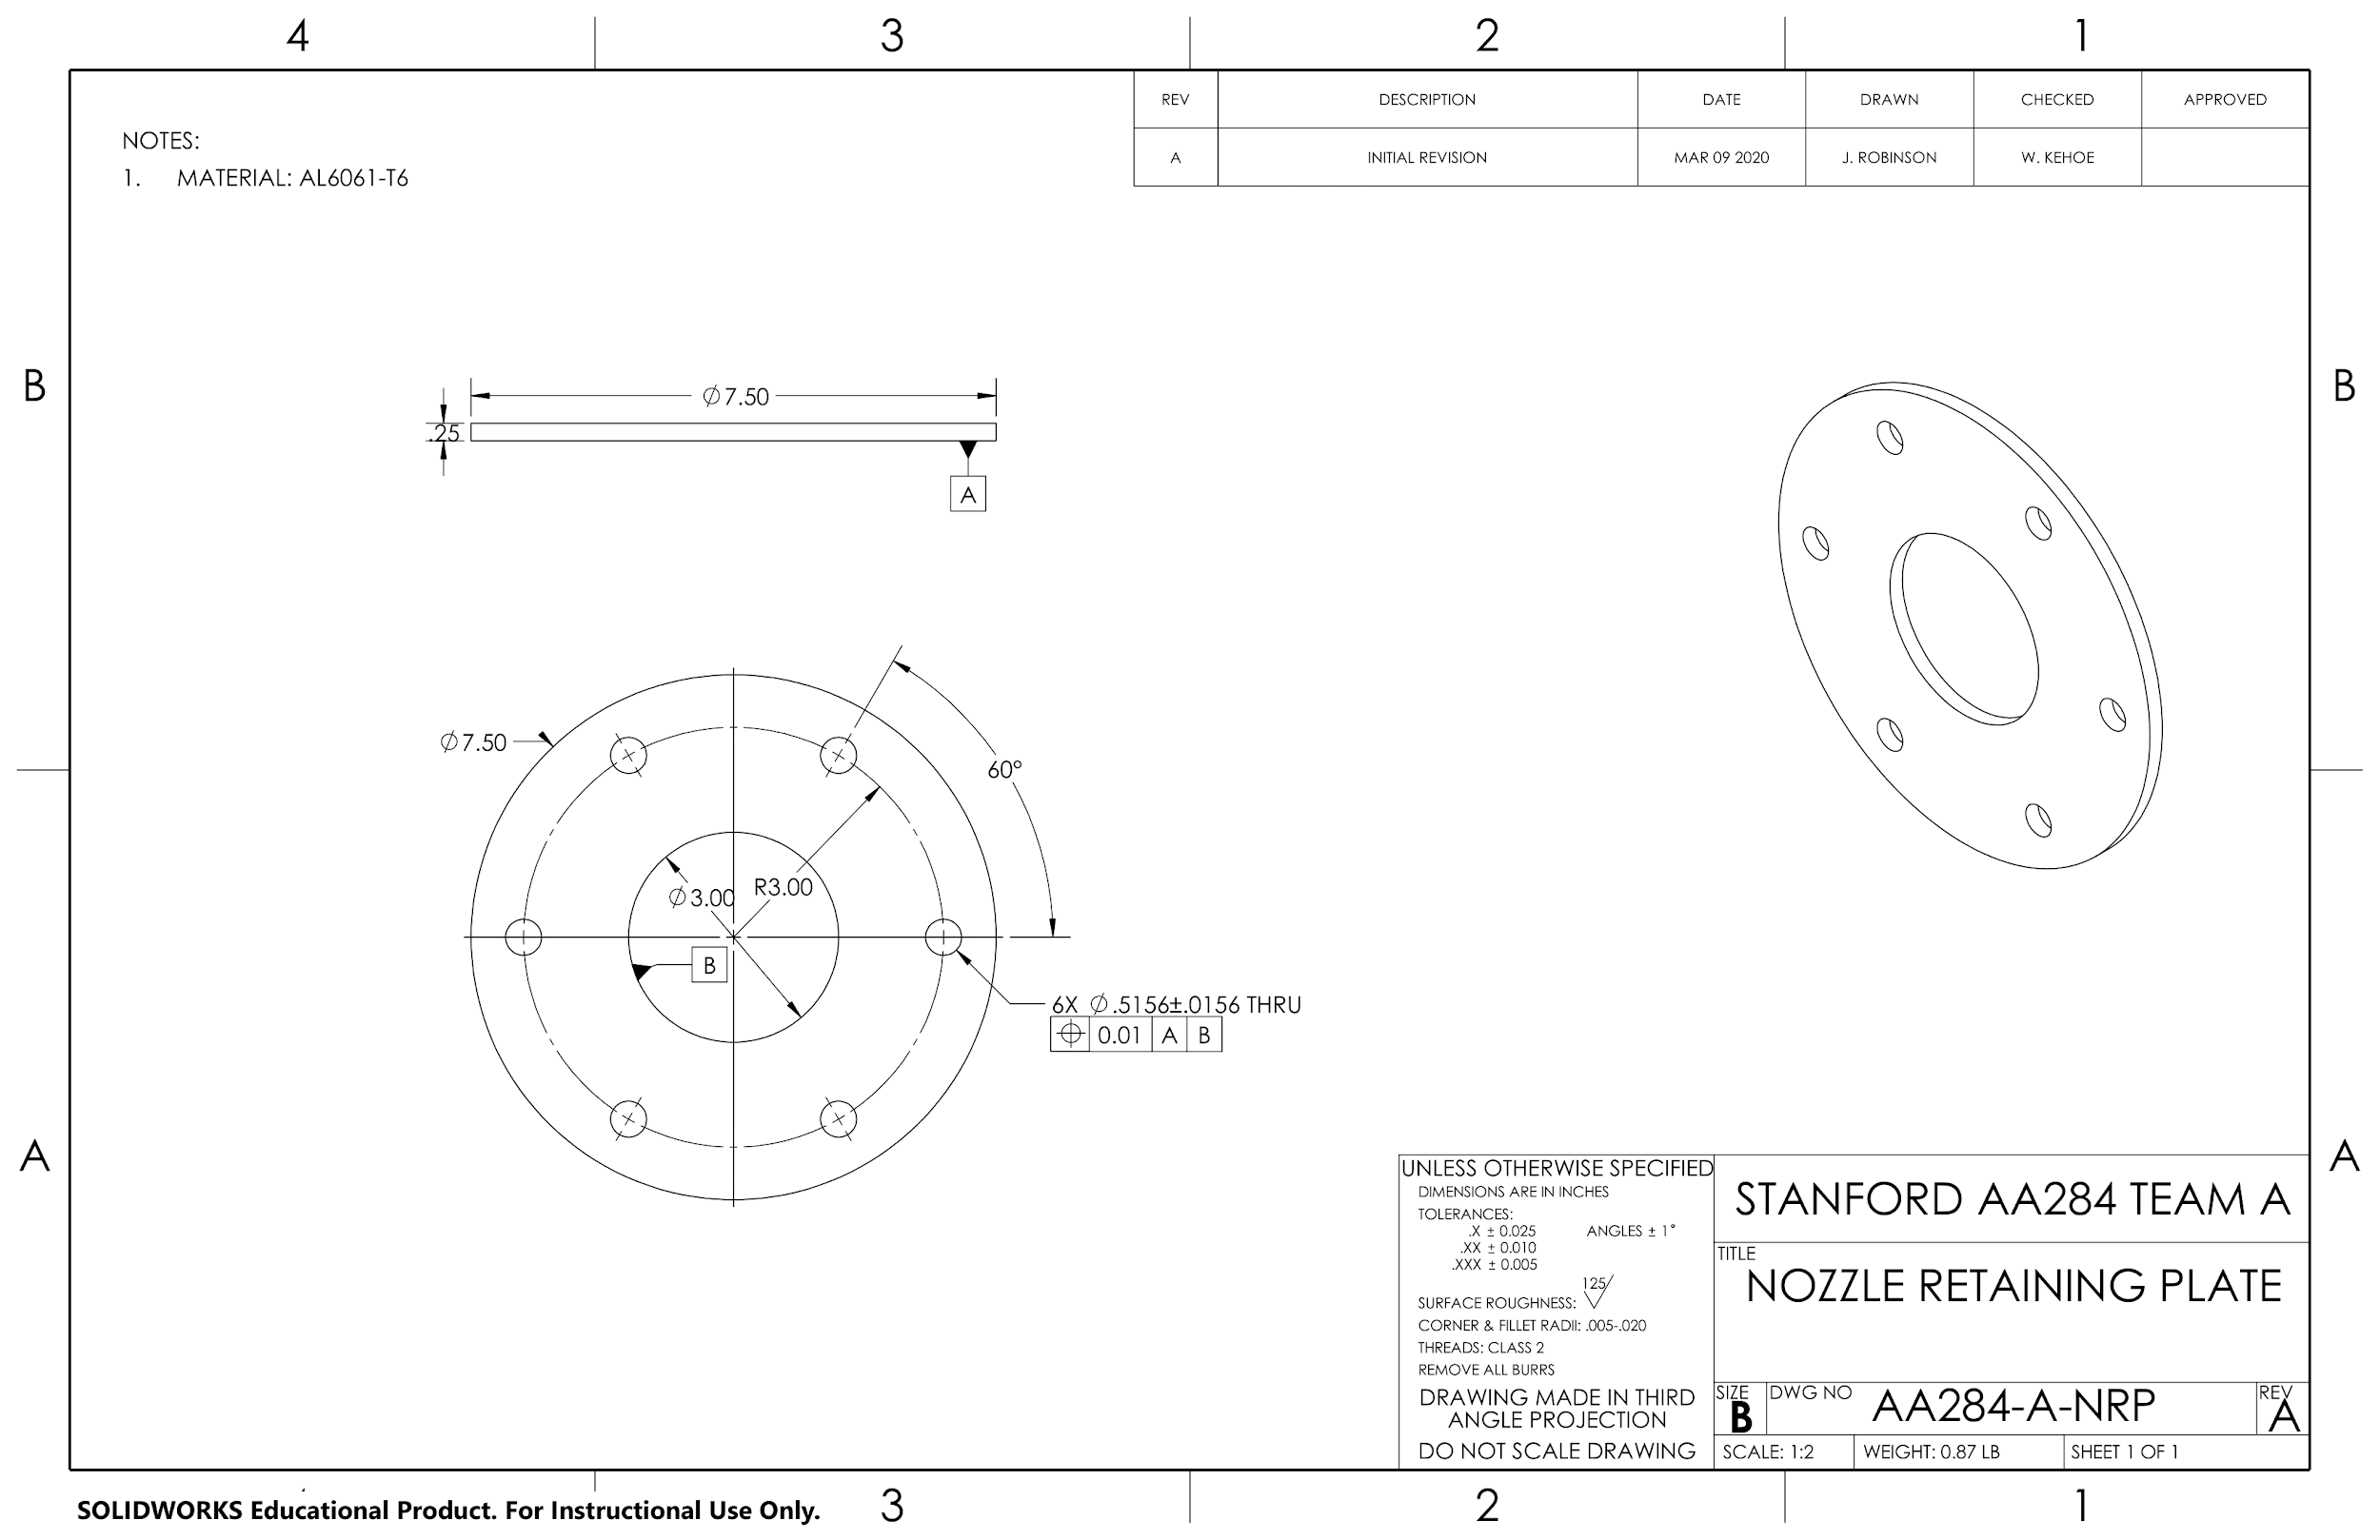 4 3 2 1
REV DESCRIPTION DATE DRAWN CHECKED APPROVED
A INITIAL REVISION MAR 09 2020 J. ROBINSON W. KEHOE
NOTES:
1. MATERIAL: AL6061-T6
B B
⌀7.50
.25
A
⌀7.50
60°
⌀3.00 R3.00
B
6X ⌀.5156±.0156 THRU
⌖ 0.01 A B
A A
UNLESS OTHERWISE SPECIFIED
DIMENSIONS ARE IN INCHES
TOLERANCES:
.X ± 0.025 ANGLES ± 1°
.XX ± 0.010
.XXX ± 0.005
125
SURFACE ROUGHNESS:
CORNER & FILLET RADII: .005-.020
THREADS: CLASS 2
REMOVE ALL BURRS
DRAWING MADE IN THIRD
ANGLE PROJECTION
DO NOT SCALE DRAWING
STANFORD AA284 TEAM A
TITLE
NOZZLE RETAINING PLATE
SIZE DWG NO REV
B AA284-A-NRP A
SCALE: 1:2 WEIGHT: 0.87 LB SHEET 1 OF 1
SOLIDWORKS Educational Product. For Instructional Use Only.
3 2 1